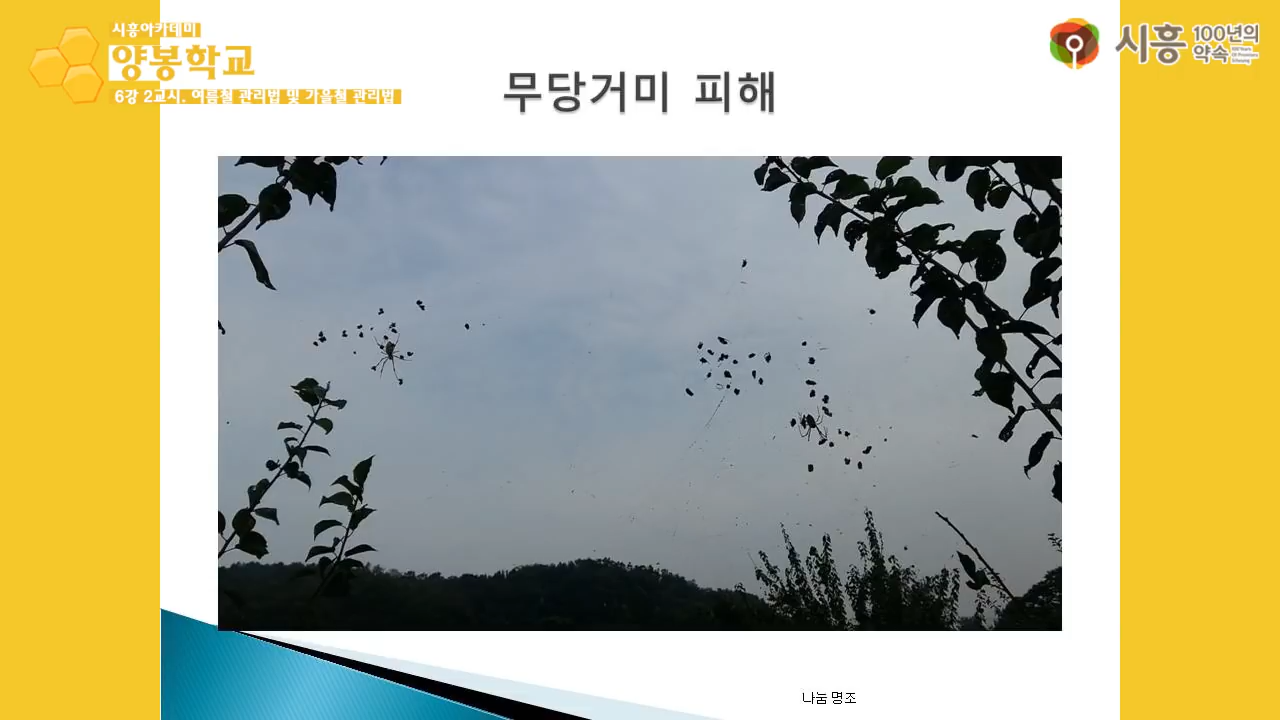 시흥아카데미
양봉학교
6강 2교시. 여름철 관리법 및 가을철 관리법
시흥 100년의
약속
무당거미 피해
나눔 명조